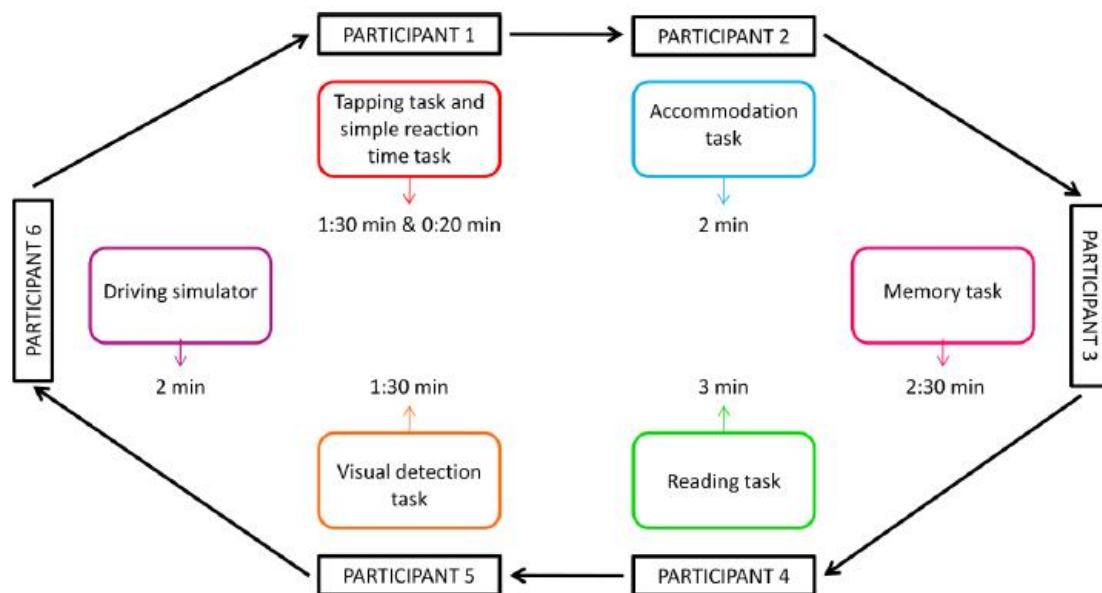 PARTICIPANT 1
PARTICIPANT 2
Tapping task and
simple reaction
time task
Accommodation
task
1:30 min & 0:20 min
2 min
PARTICIPANT 6
Driving simulator
Memory task
PARTICIPANT 3
2 min
1:30 min
3 min
2:30 min
Visual detection
task
Reading task
PARTICIPANT 5
PARTICIPANT 4